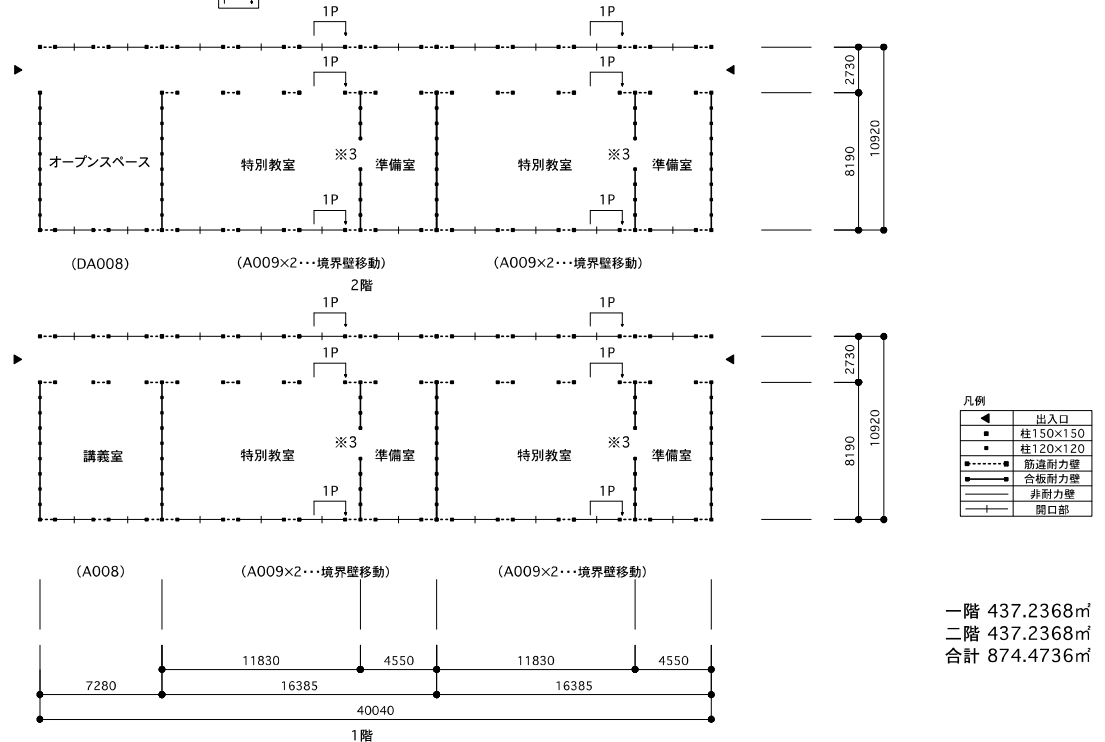 1P 1P
1P 1P
2730
10920
8190
オープンスペース 特別教室 ※3 準備室 特別教室 ※3 準備室
1P 1P
(DA008) (A009×2･･･境界壁移動) (A009×2･･･境界壁移動)
2階
1P 1P
1P 1P
2730
10920
8190
講義室 特別教室 ※3 準備室 特別教室 ※3 準備室
1P 1P
(A008) (A009×2･･･境界壁移動) (A009×2･･･境界壁移動)
11830 4550 11830 4550
7280 16385 16385
40040
1階
凡例
出入口
柱150×150
柱120×120
筋違耐力壁
合板耐力壁
非耐力壁
開口部
一階 437.2368㎡
二階 437.2368㎡
合計 874.4736㎡